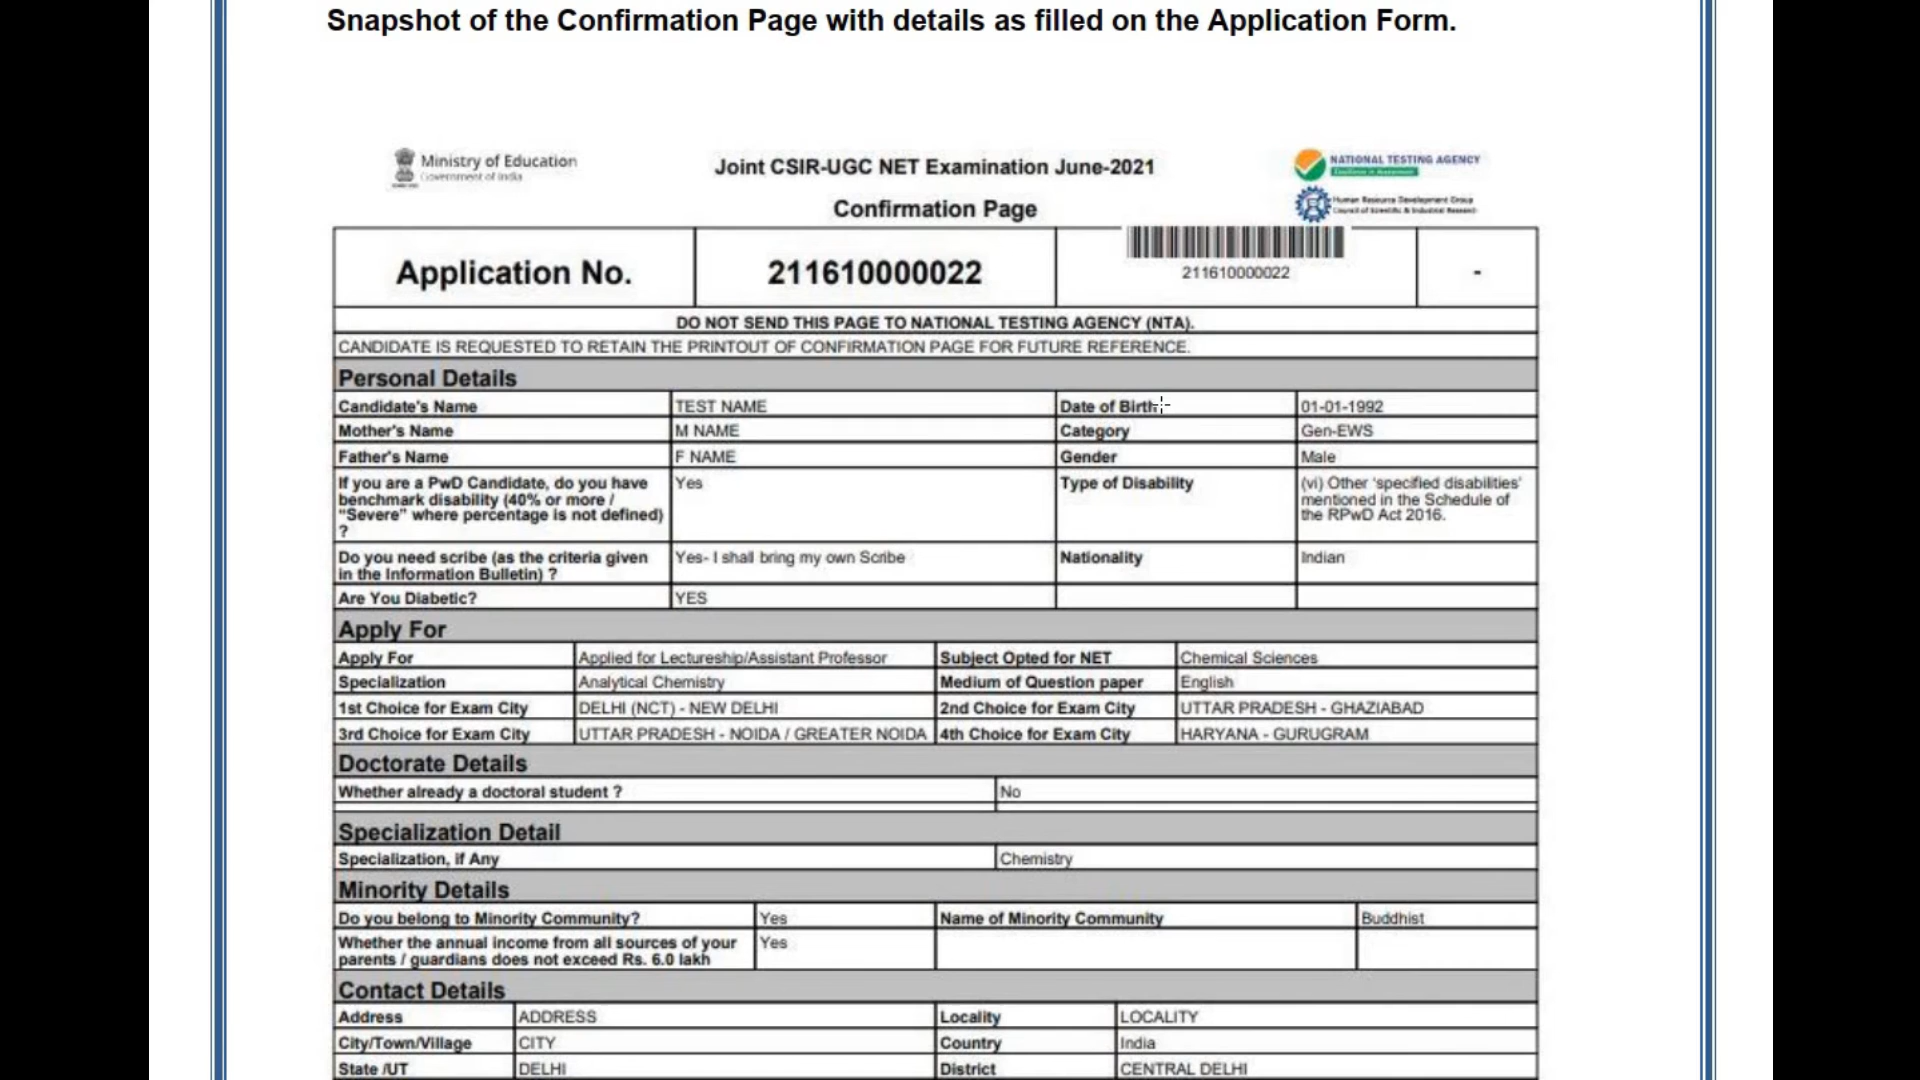 Snapshot of the Confirmation Page with details as filled on the Application Form.
Ministry of Education
Government of India
Joint CSIR-UGC NET Examination June-2021
NATIONAL TESTING AGENCY
Excellence in Assessment
Human Resource Development Group
Council of Scientific & Industrial Research
Confirmation Page
Application No. 211610000022 211610000022 -
DO NOT SEND THIS PAGE TO NATIONAL TESTING AGENCY (NTA).
CANDIDATE IS REQUESTED TO RETAIN THE PRINTOUT OF CONFIRMATION PAGE FOR FUTURE REFERENCE.
Personal Details
Candidate's Name TEST NAME Date of Birth 01-01-1992
Mother's Name M NAME Category Gen-EWS
Father's Name F NAME Gender Male
If you are a PwD Candidate, do you have
benchmark disability (40% or more /
"Severe" where percentage is not defined)
?
Yes
Type of Disability
(vi) Other 'specified disabilities'
mentioned in the Schedule of
the RPwD Act 2016.
Do you need scribe (as the criteria given
in the Information Bulletin) ?
Yes- I shall bring my own Scribe
Nationality Indian
Are You Diabetic? YES
Apply For
Apply For Applied for Lectureship/Assistant Professor Subject Opted for NET Chemical Sciences
Specialization Analytical Chemistry Medium of Question paper English
1st Choice for Exam City DELHI (NCT) - NEW DELHI 2nd Choice for Exam City UTTAR PRADESH - GHAZIABAD
3rd Choice for Exam City UTTAR PRADESH - NOIDA / GREATER NOIDA 4th Choice for Exam City HARYANA - GURUGRAM
Doctorate Details
Whether already a doctoral student ? No
Specialization Detail
Specialization, if Any Chemistry
Minority Details
Do you belong to Minority Community? Yes Name of Minority Community Buddhist
Whether the annual income from all sources of your
parents / guardians does not exceed Rs. 6.0 lakh
Yes
Contact Details
Address ADDRESS Locality LOCALITY
City/Town/Village CITY Country India
State /UT DELHI District CENTRAL DELHI